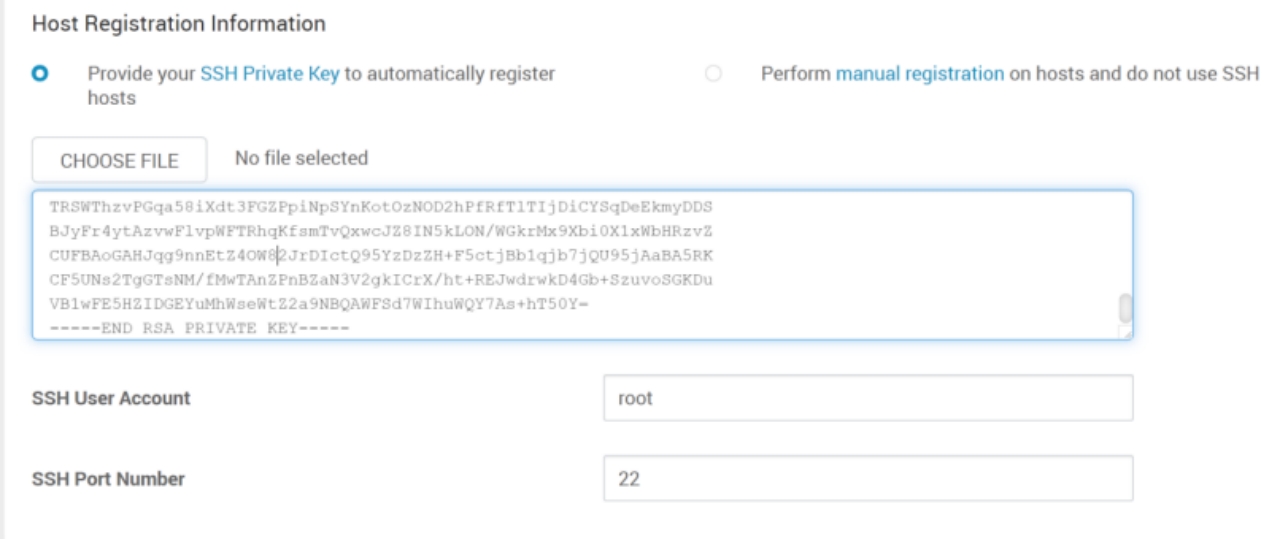 Host Registration Information
Provide your SSH Private Key to automatically register
hosts
Perform manual registration on hosts and do not use SSH
CHOOSE FILE
No file selected
TRSWThzvPGqa58iXdt3FGZPpiNpSYnKotOzNOD2hPfRfT1TIjDiCYSqDeEkmyDDS
BJyFr4ytAzvwFlvpWFTRhqKfsmTvQxwcJZ8IN5kLON/WGkrMx9Xbi0X1xWbHRzvZ
CUFBAoGAHJqg9nnEtZ4OW82JrDIctQ95YzDzZH+F5ctjBb1qjb7jQU95jAaBA5RK
CF5UNs2TgGTsNM/fMwTAnZPnBZaN3V2gkICrX/ht+REJwdrwkD4Gb+SzuvoSGKDu
VB1wFE5HZIDGEYuMhWseWtZ2a9NBQAWFSd7WIhuWQY7As+hT50Y=
-----END RSA PRIVATE KEY-----
SSH User Account
root
SSH Port Number
22